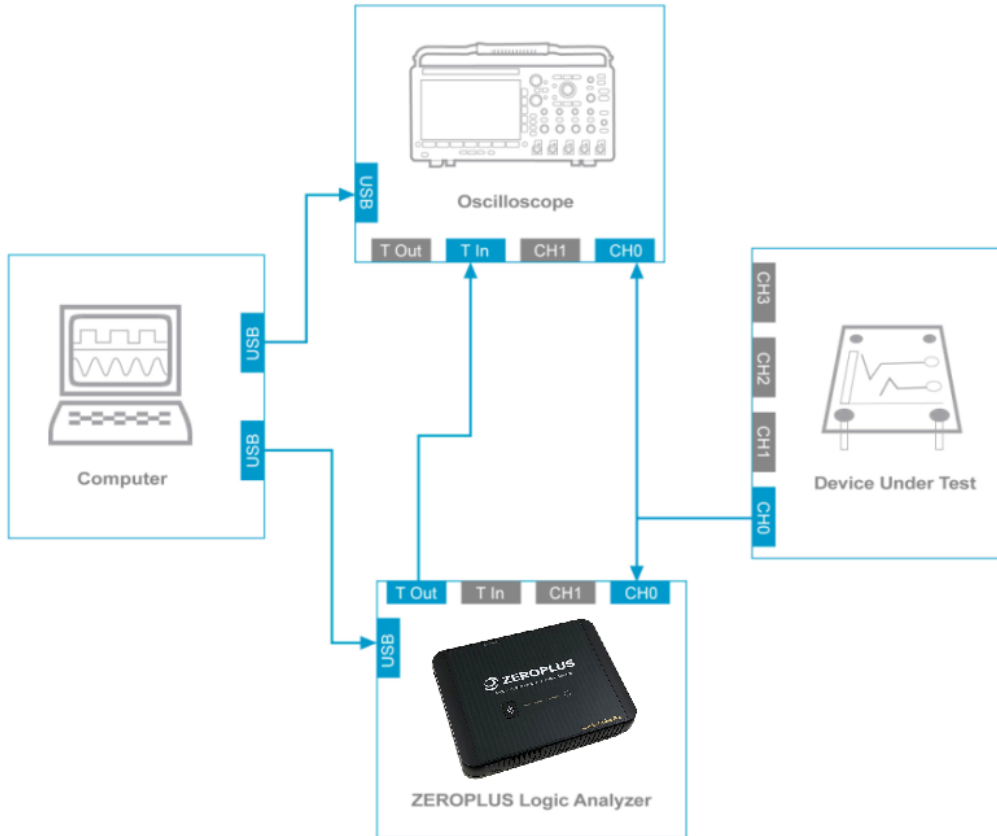 Oscilloscope
USB
T Out
T In
CH1
CH0
USB
USB
Computer
CH3
CH2
CH1
CH0
Device Under Test
T Out
T In
CH1
CH0
USB
ZEROPLUS
ZEROPLUS Logic Analyzer